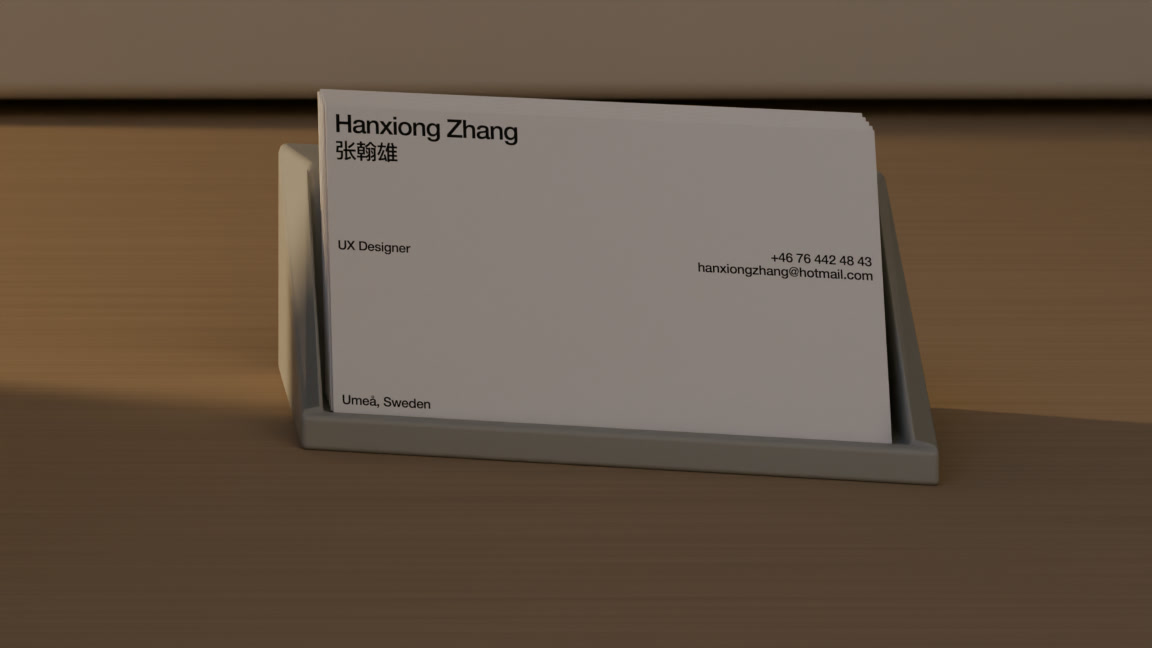 Hanxiong Zhang
张翰雄
UX Designer
+46 76 442 48 43
hanxiongzhang@hotmail.com
Umeå, Sweden